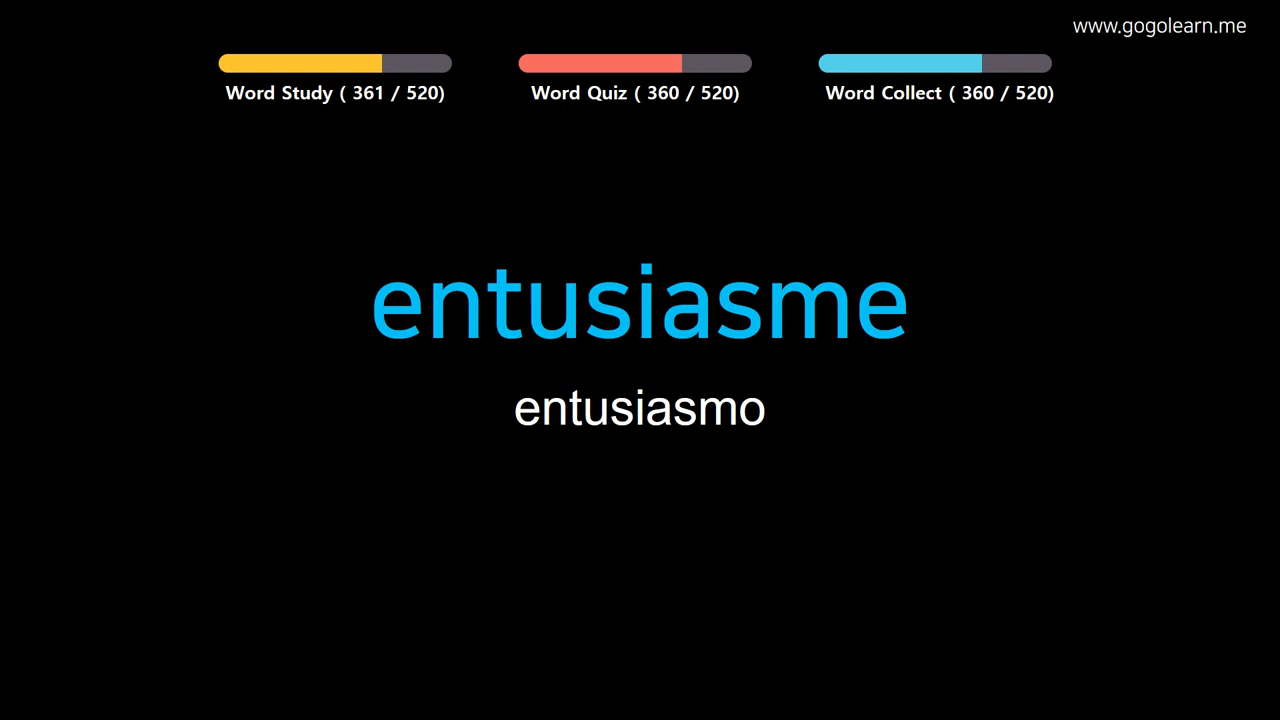 www.gogolearn.me
Word Study ( 361 / 520)
Word Quiz ( 360 / 520)
Word Collect ( 360 / 520)
entusiasme
entusiasmo